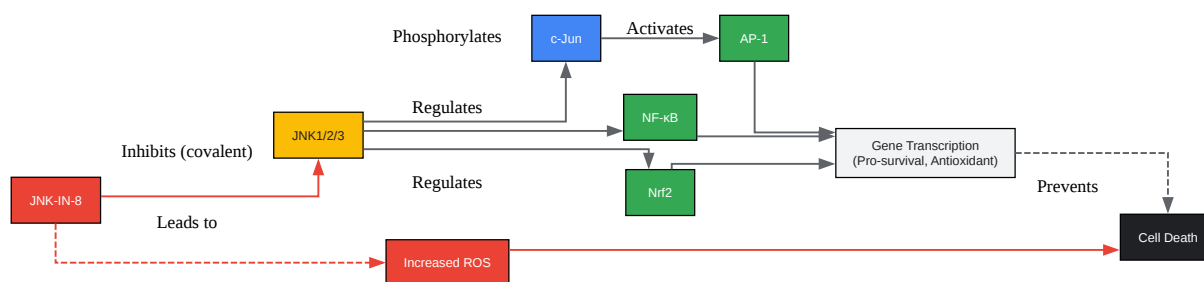 Phosphorylates
c-Jun
Activates
AP-1
Regulates
NF-κB
JNK1/2/3
Gene Transcription
(Pro-survival, Antioxidant)
Inhibits (covalent)
Regulates
Nrf2
Prevents
JNK-IN-8
Leads to
Cell Death
Increased ROS